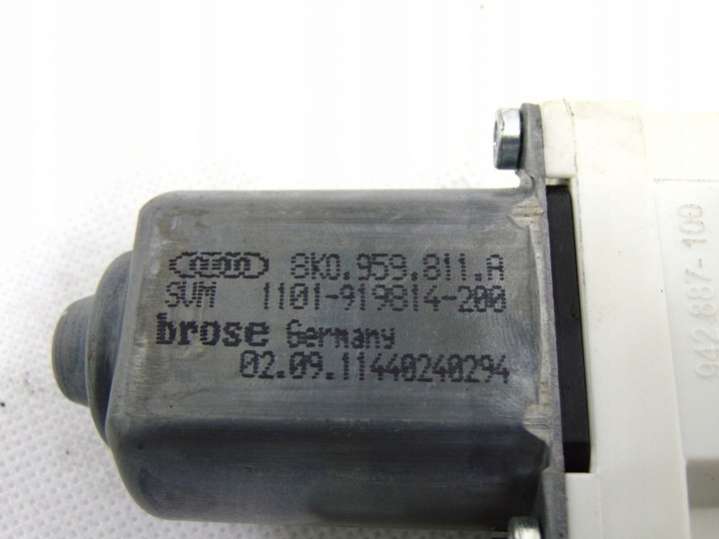 8K0.959.811.A
SVM 1101-919814-200
brose Germany
02.09.11440240294
942 887-100